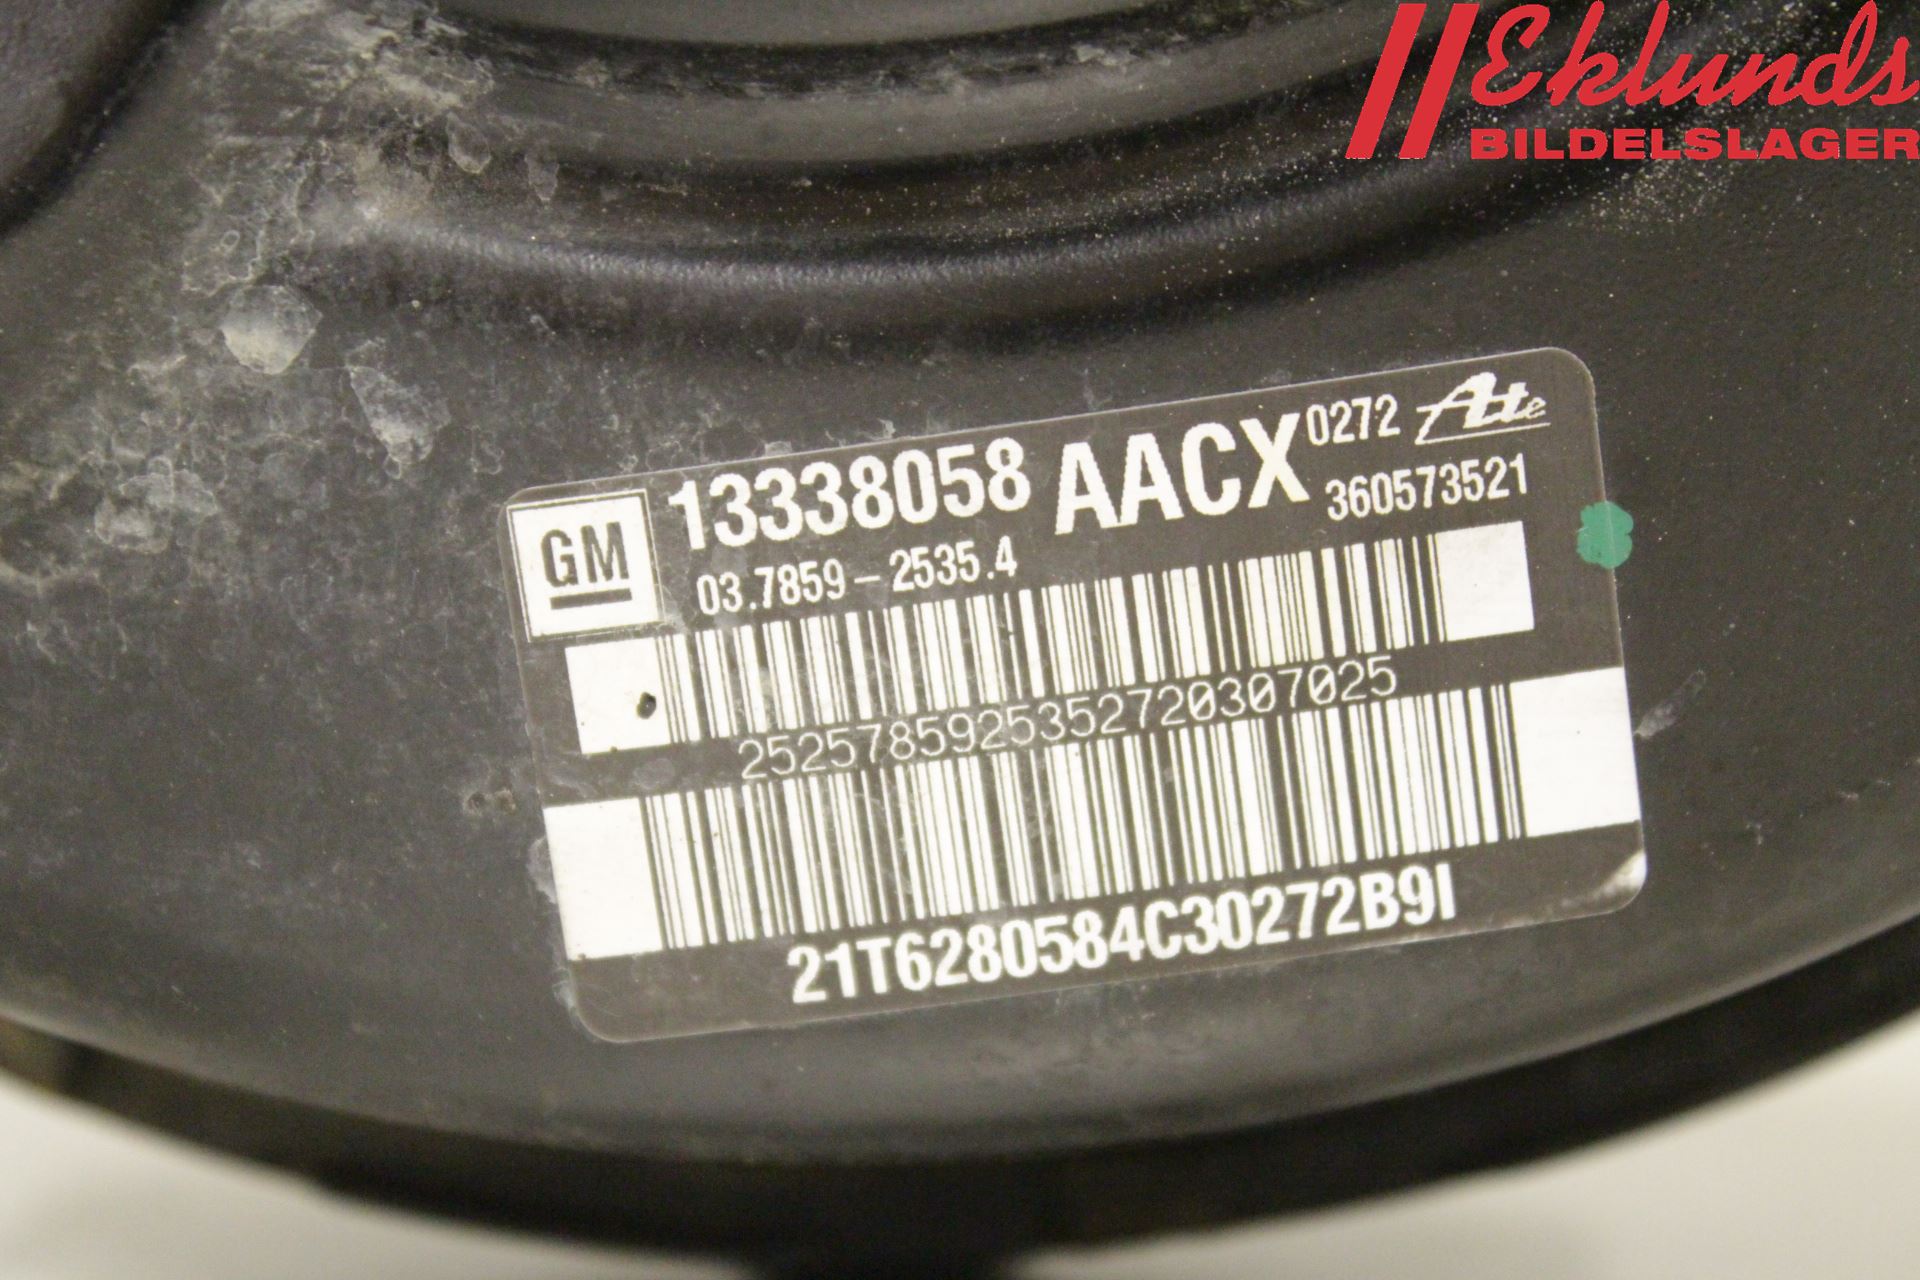 Eklunds
BILDELSLAGER
GM 13338058 AACX 0272 Ate
03.7859-2535.4 360573521
2525785925352720307025
21T6280584C30272B9I